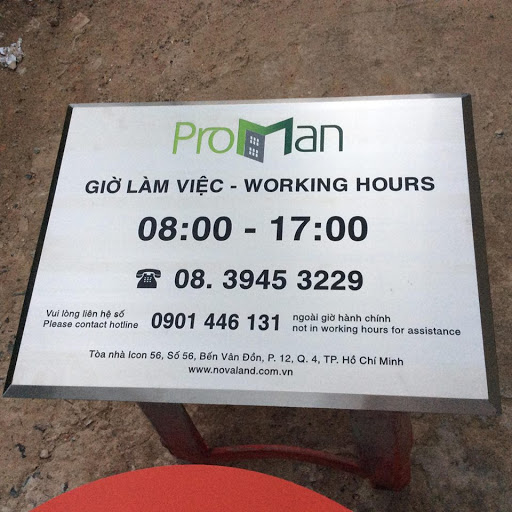 ProMan
GIỜ LÀM VIỆC - WORKING HOURS
08:00 - 17:00
☎ 08. 3945 3229
Vui lòng liên hệ số
Please contact hotline
0901 446 131
ngoài giờ hành chính
not in working hours for assistance
Tòa nhà Icon 56, Số 56, Bến Vân Đồn, P. 12, Q. 4, TP. Hồ Chí Minh
www.novaland.com.vn